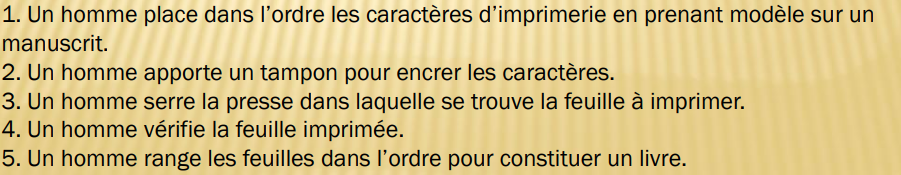 1. Un homme place dans l’ordre les caractères d’imprimerie en prenant modèle sur un
manuscrit.
2. Un homme apporte un tampon pour encrer les caractères.
3. Un homme serre la presse dans laquelle se trouve la feuille à imprimer.
4. Un homme vérifie la feuille imprimée.
5. Un homme range les feuilles dans l’ordre pour constituer un livre.